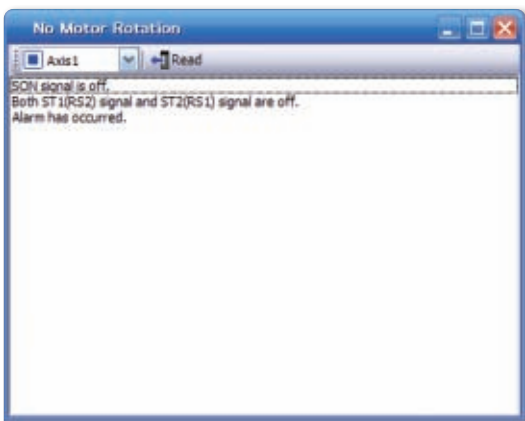 No Motor Rotation
Axis1 Read
SON signal is off.
Both ST1(RS2) signal and ST2(RS1) signal are off.
Alarm has occurred.